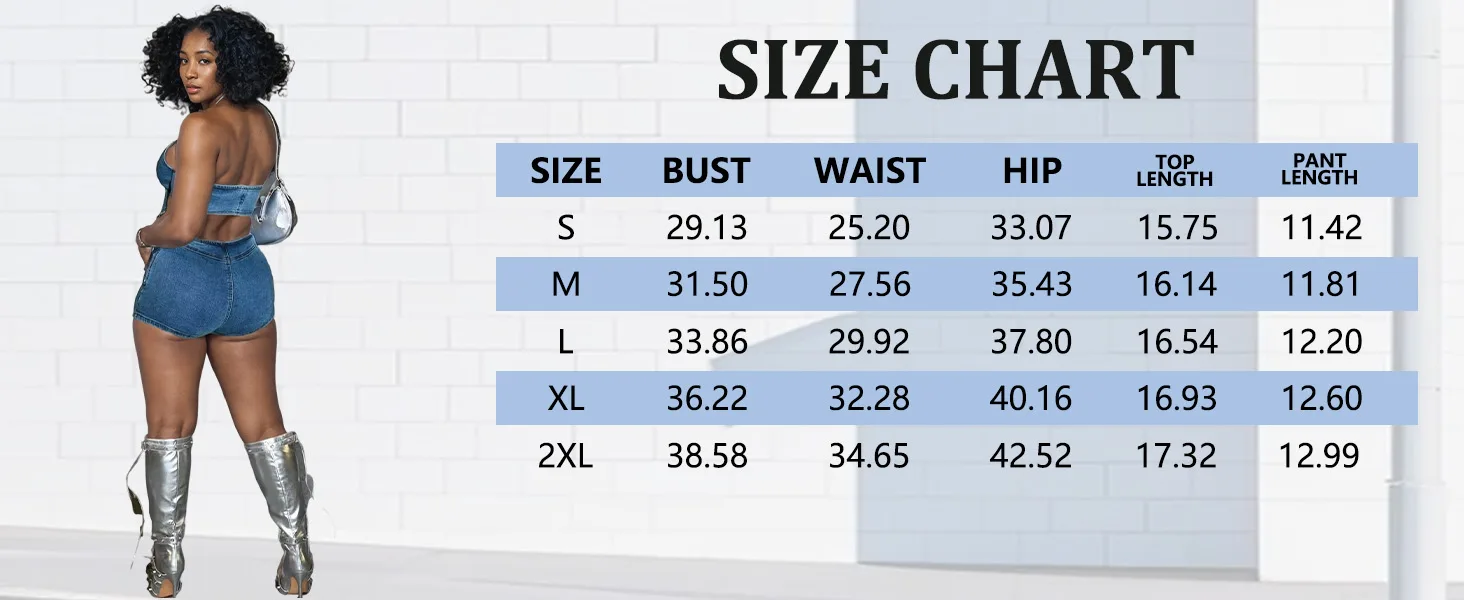 SIZE CHART
SIZE BUST WAIST HIP TOP LENGTH PANT LENGTH
S 29.13 25.20 33.07 15.75 11.42
M 31.50 27.56 35.43 16.14 11.81
L 33.86 29.92 37.80 16.54 12.20
XL 36.22 32.28 40.16 16.93 12.60
2XL 38.58 34.65 42.52 17.32 12.99